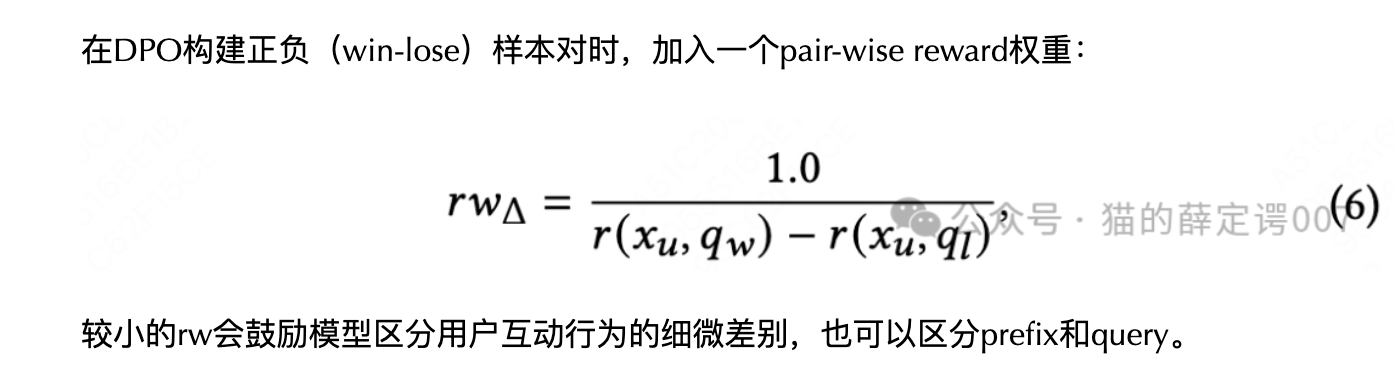 在DPO构建正负（win-lose）样本对时，加入一个pair-wise reward权重：
1.0
rw_Δ = ――― , (6)
r(x_u, q_w) − r(x_u, q_l)
公众号 · 猫的薛定谔00
较小的rw会鼓励模型区分用户互动行为的细微差别，也可以区分prefix和query。